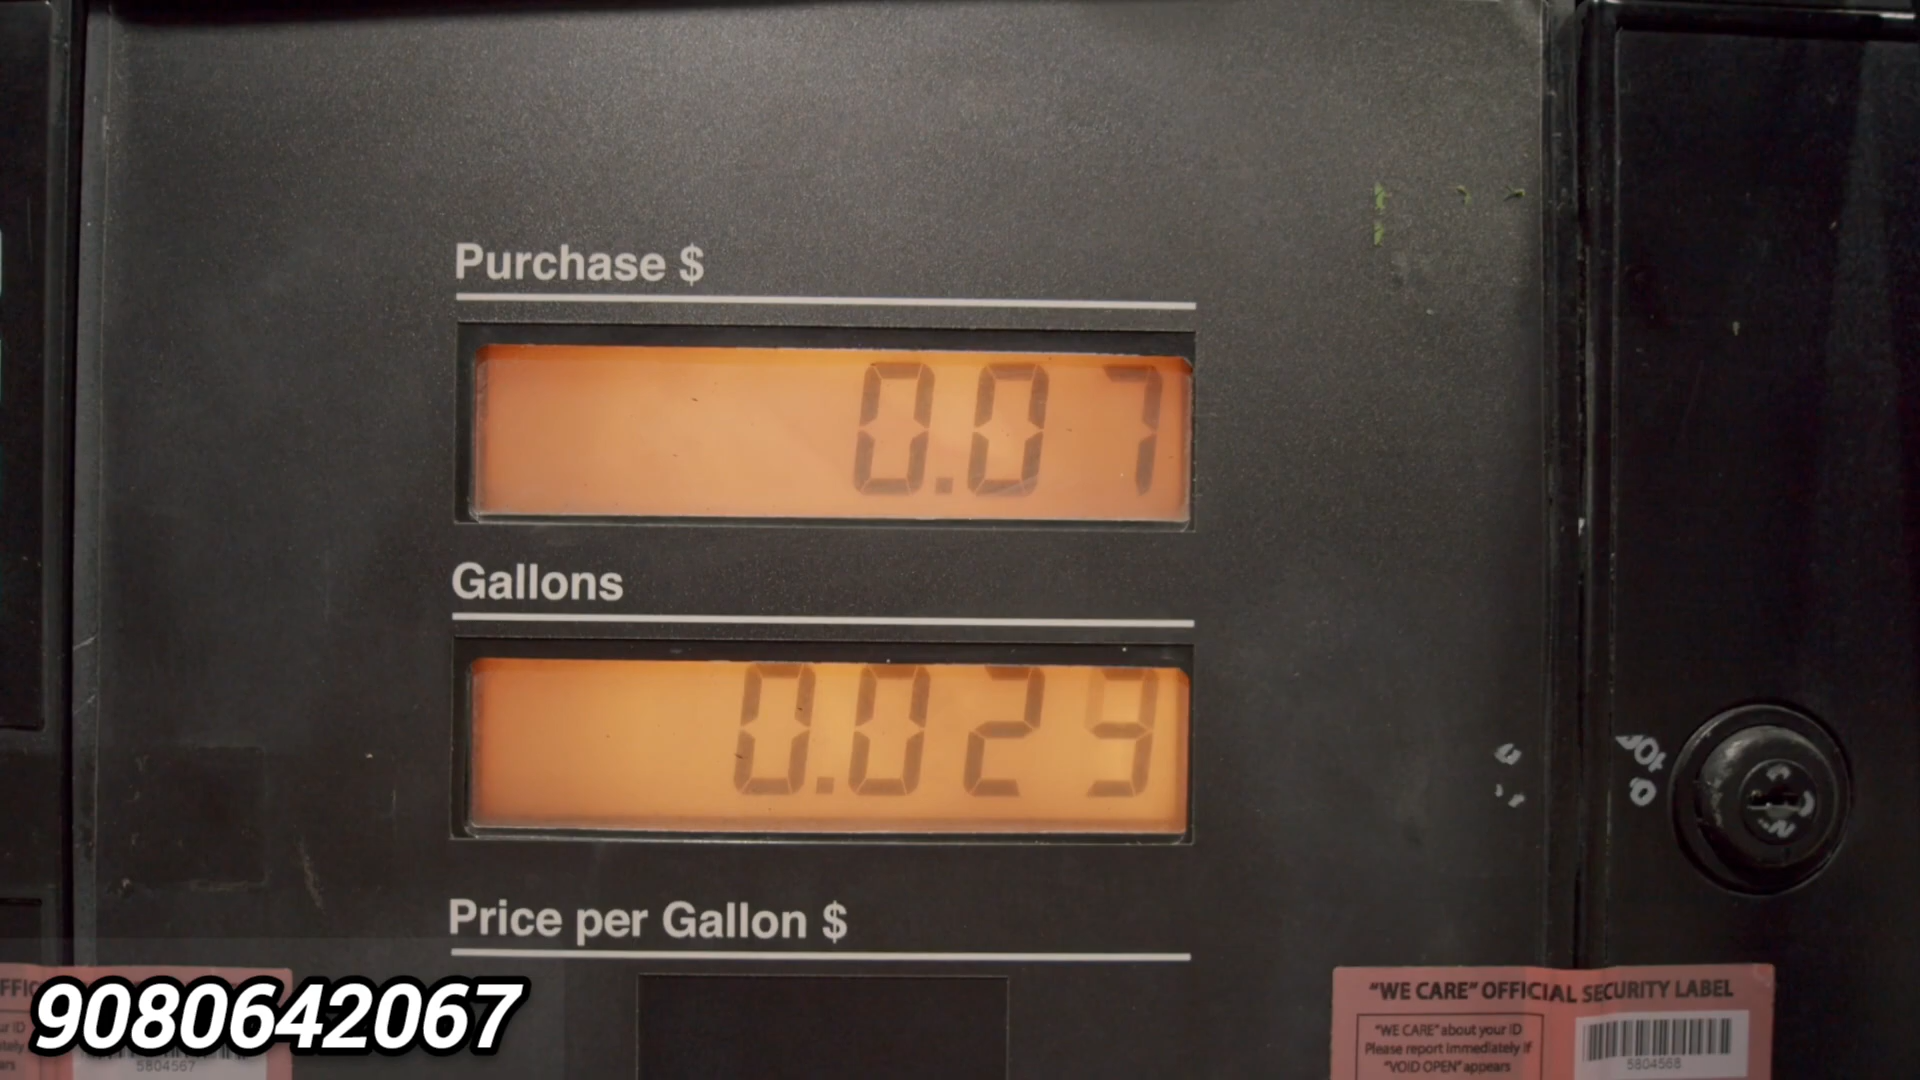 Purchase $
0.07
Gallons
0.029
Price per Gallon $
"WE CARE" OFFICIAL SECURITY LABEL
"WE CARE" about your ID
Please report immediately if
"VOID OPEN" appears
5804568
9080642067
5804567